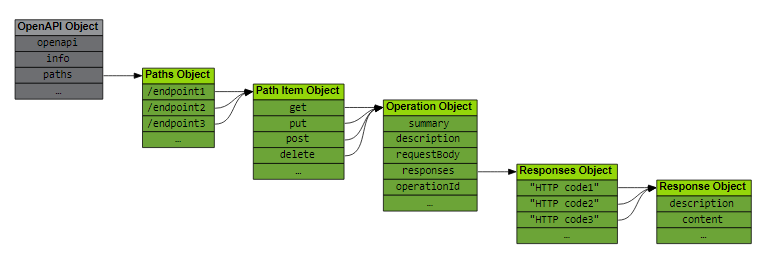 OpenAPI Object
openapi
info
paths
…
Paths Object
/endpoint1
/endpoint2
/endpoint3
…
Path Item Object
get
put
post
delete
…
Operation Object
summary
description
requestBody
responses
operationId
…
Responses Object
"HTTP code1"
"HTTP code2"
"HTTP code3"
…
Response Object
description
content
…